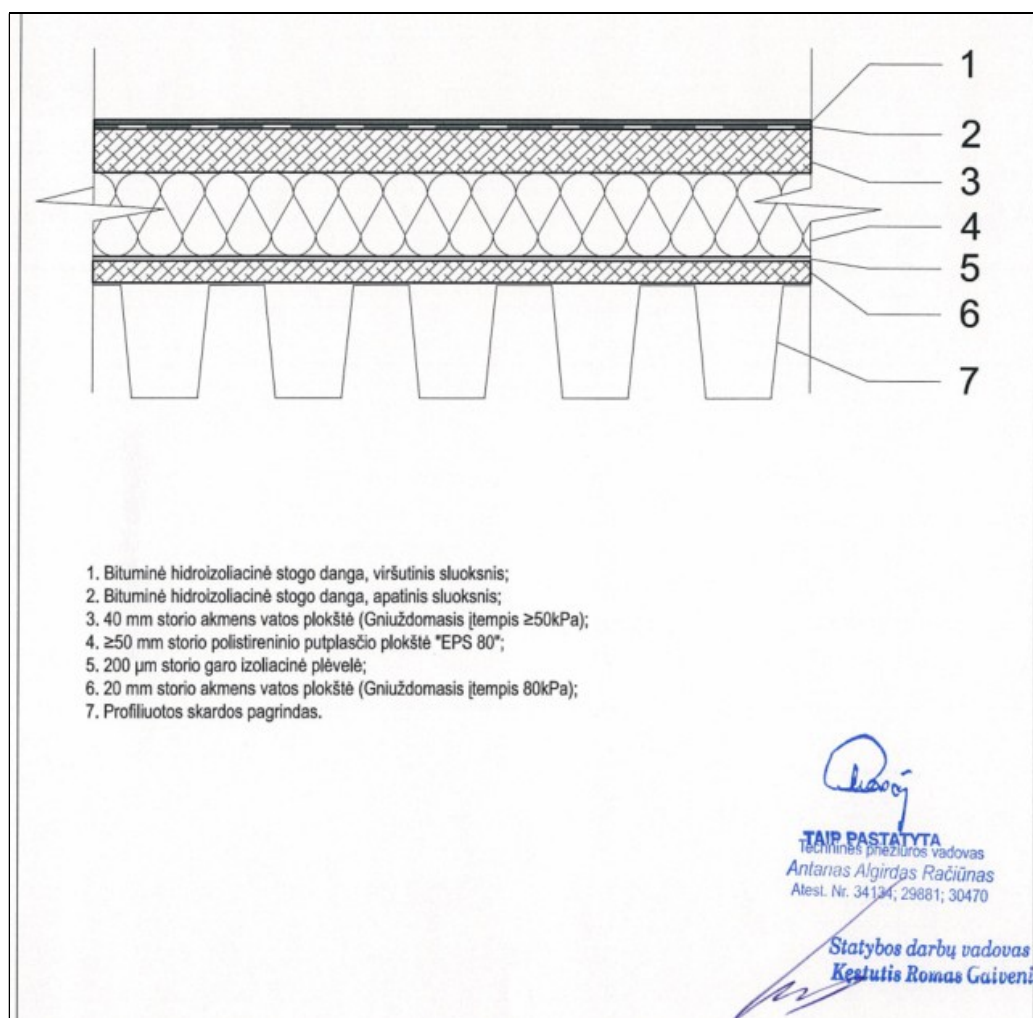 1
2
3
4
5
6
7
1. Bituminė hidroizoliacinė stogo danga, viršutinis sluoksnis;
2. Bituminė hidroizoliacinė stogo danga, apatinis sluoksnis;
3. 40 mm storio akmens vatos plokštė (Gniuždomasis įtempis ≥50kPa);
4. ≥50 mm storio polistireninio putplasčio plokštė "EPS 80";
5. 200 μm storio garo izoliacinė plėvelė;
6. 20 mm storio akmens vatos plokštė (Gniuždomasis įtempis 80kPa);
7. Profiliuotos skardos pagrindas.
TAIP PASTATYTA
Techninės priežiūros vadovas
Antanas Algirdas Račiūnas
Atest. Nr. 34134; 29881; 30470
Statybos darbų vadovas
Kęstutis Romas Gaiveni